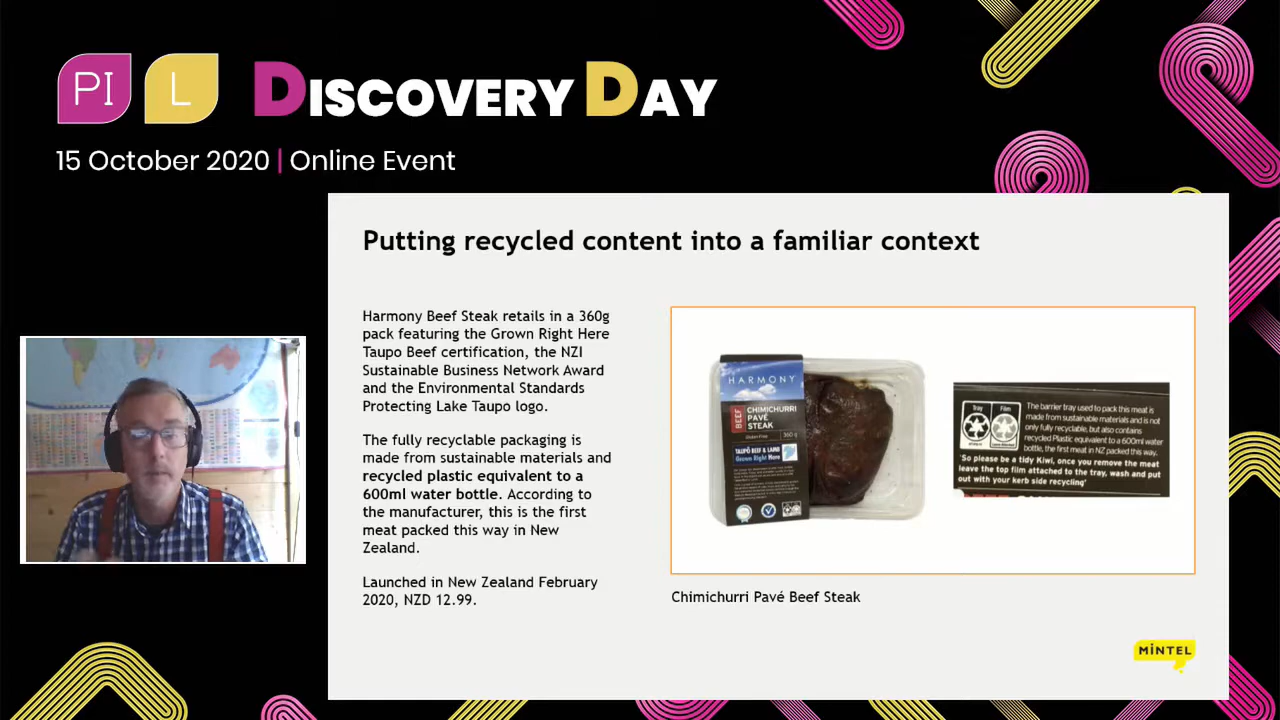 PI L DISCOVERY DAY
15 October 2020 | Online Event
Putting recycled content into a familiar context
Harmony Beef Steak retails in a 360g
pack featuring the Grown Right Here
Taupo Beef certification, the NZI
Sustainable Business Network Award
and the Environmental Standards
Protecting Lake Taupo logo.
The fully recyclable packaging is
made from sustainable materials and
recycled plastic equivalent to a
600ml water bottle. According to
the manufacturer, this is the first
meat packed this way in New
Zealand.
Launched in New Zealand February
2020, NZD 12.99.
HARMONY
BEEF
CHIMICHURRI
PAVÉ
STEAK
Gluten Free
360 g
TAUPŌ BEEF & LAMB
Grown Right Here
Tray
Film
The barrier tray used to pack this meat is
made from sustainable materials and is not
only fully recyclable, but also contains
recycled Plastic equivalent to a 600ml water
bottle, the first meat in NZ packed this way.
'So please be a tidy Kiwi, once you remove the meat
leave the top film attached to the tray, wash and put
out with your kerb side recycling'
Chimichurri Pavé Beef Steak
MINTEL